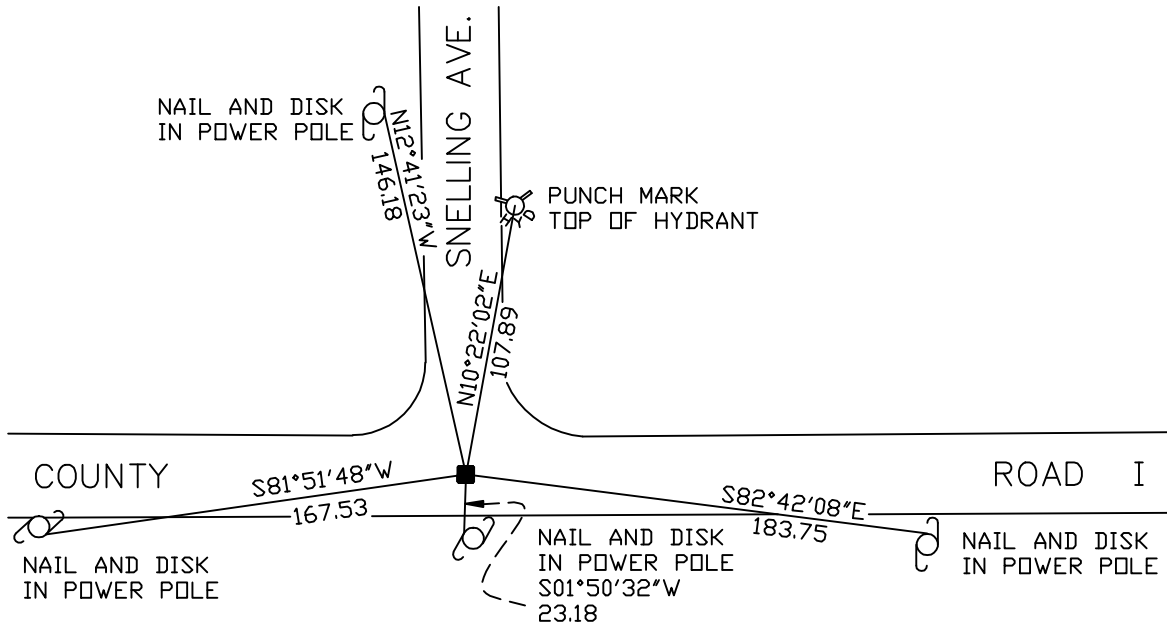 SNELLING AVE.
NAIL AND DISK
IN POWER POLE
N12°41'23"W
146.18
PUNCH MARK
TOP OF HYDRANT
HYD
N10°22'02"E
107.89
COUNTY
ROAD I
S81°51'48"W
167.53
S82°42'08"E
183.75
NAIL AND DISK
IN POWER POLE
NAIL AND DISK
IN POWER POLE
S01°50'32"W
23.18
NAIL AND DISK
IN POWER POLE